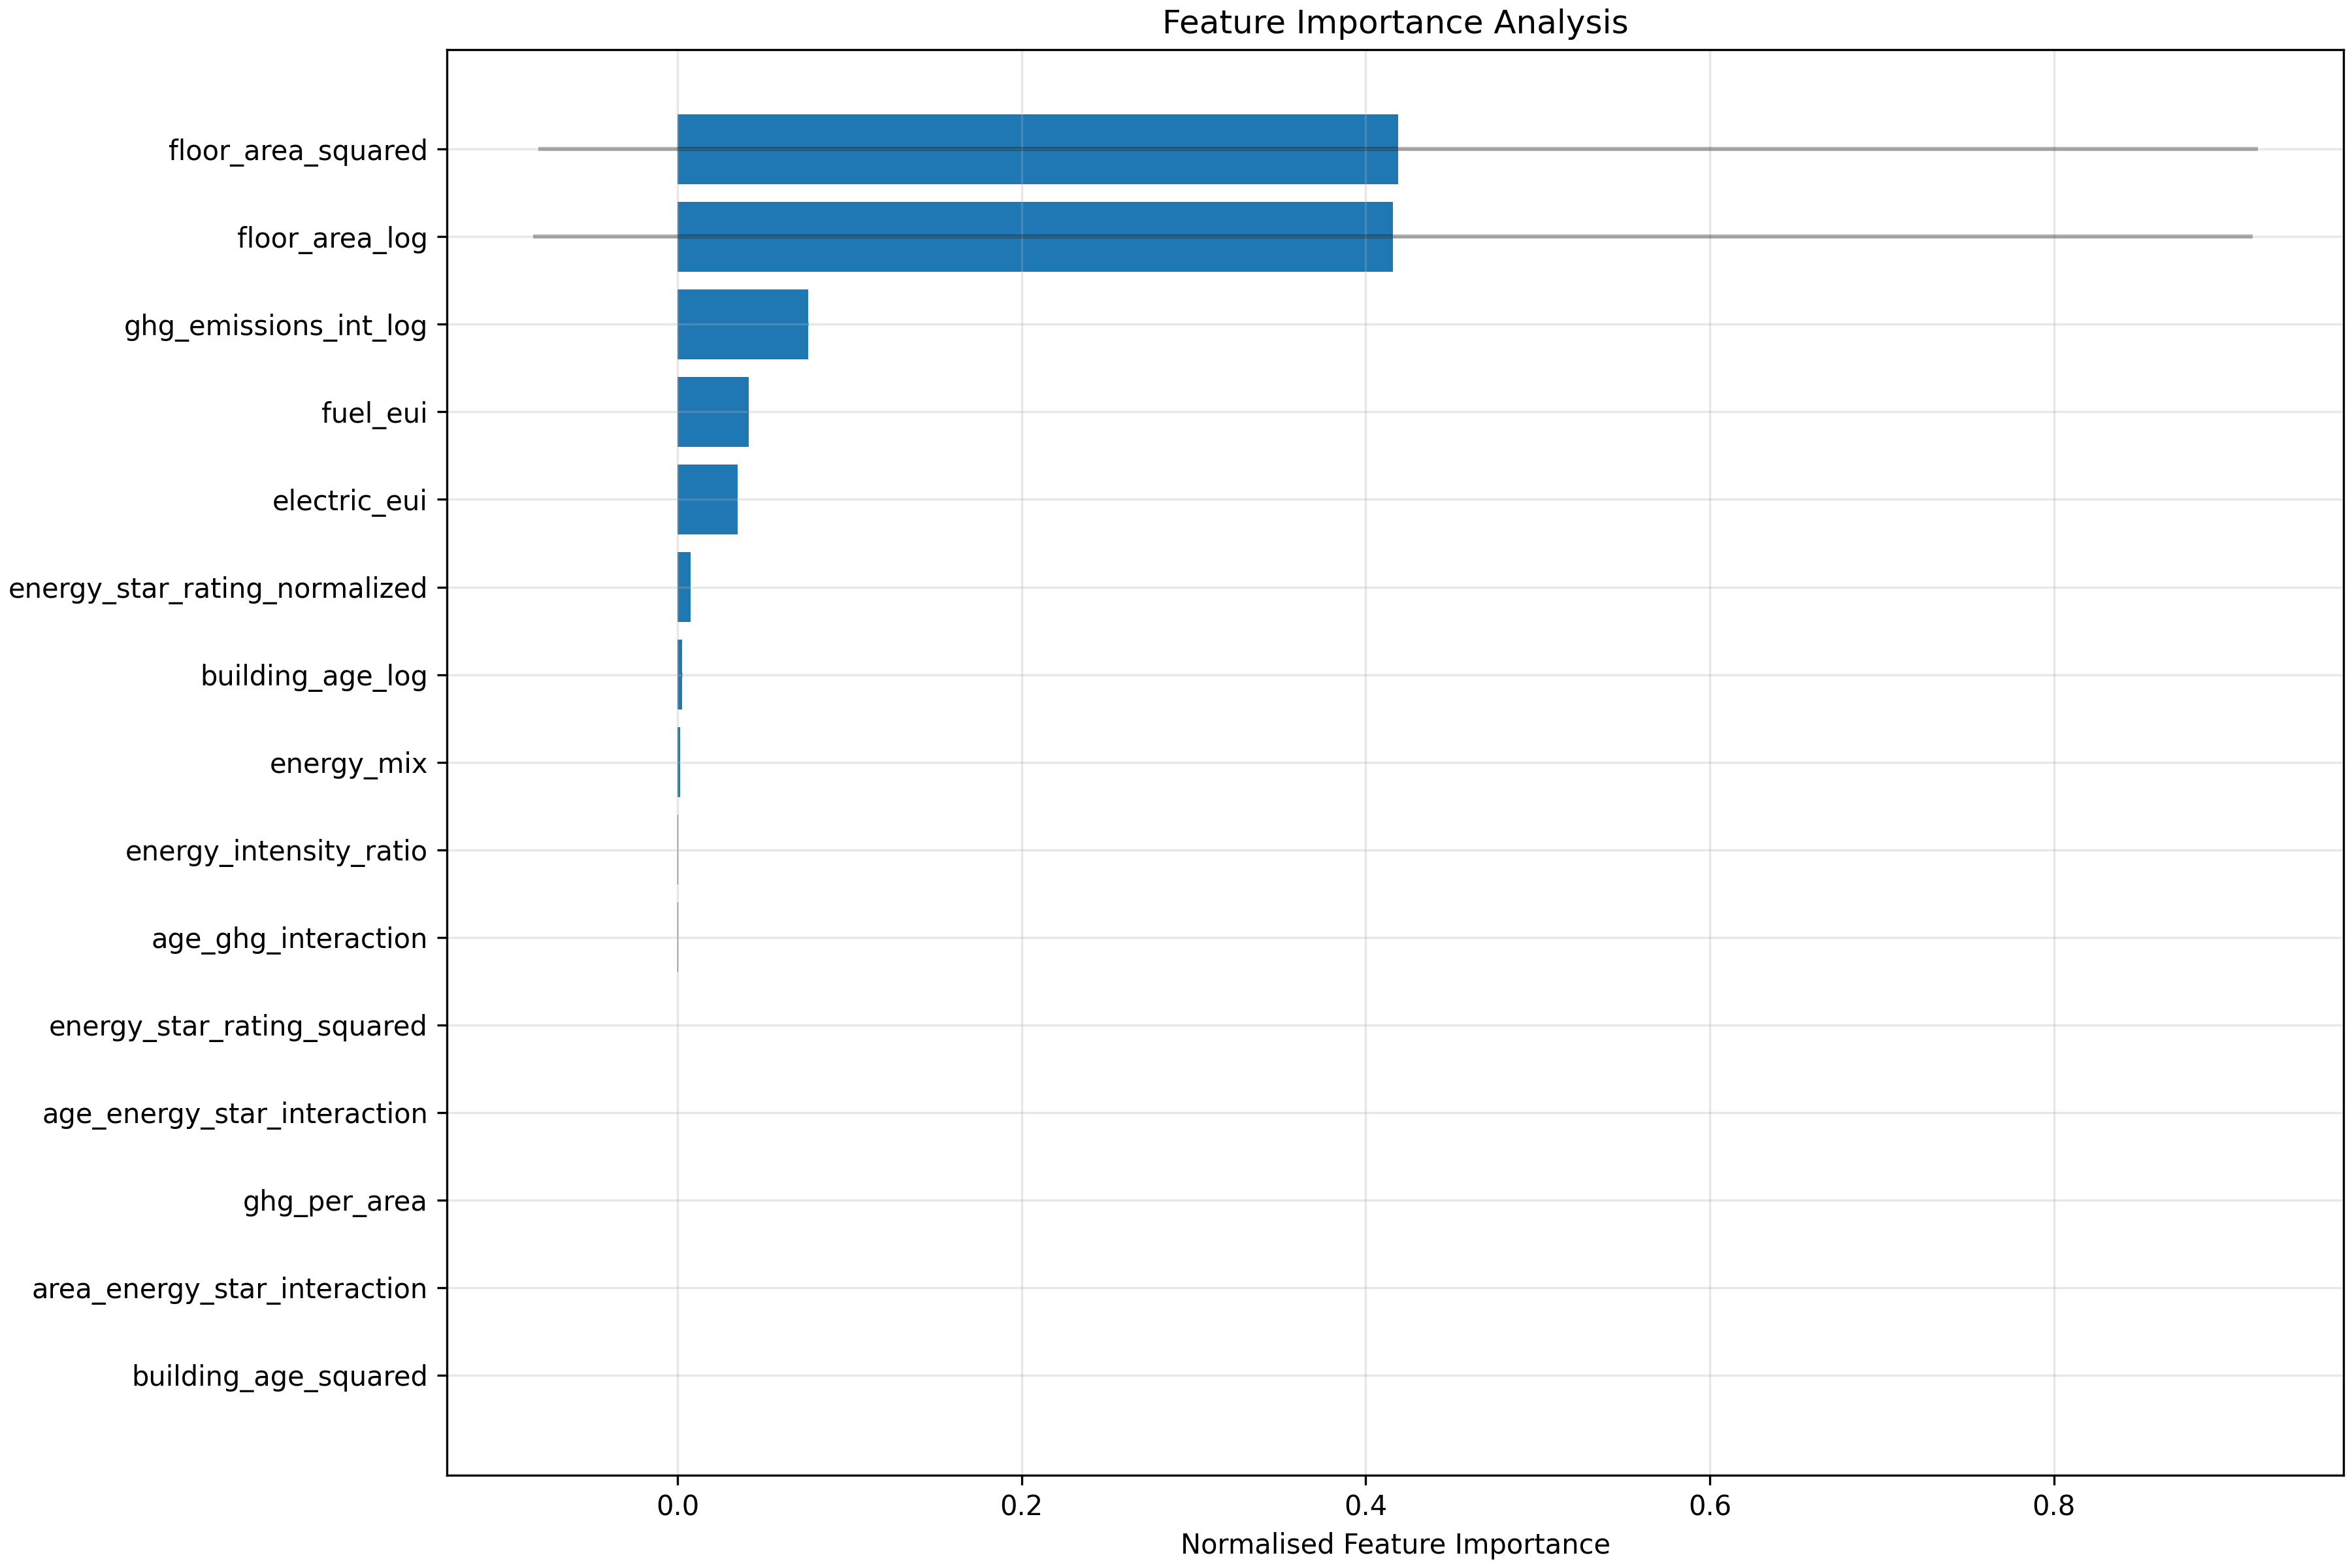 Feature Importance Analysis
floor_area_squared
floor_area_log
ghg_emissions_int_log
fuel_eui
electric_eui
energy_star_rating_normalized
building_age_log
energy_mix
energy_intensity_ratio
age_ghg_interaction
energy_star_rating_squared
age_energy_star_interaction
ghg_per_area
area_energy_star_interaction
building_age_squared
0.0 0.2 0.4 0.6 0.8
Normalised Feature Importance